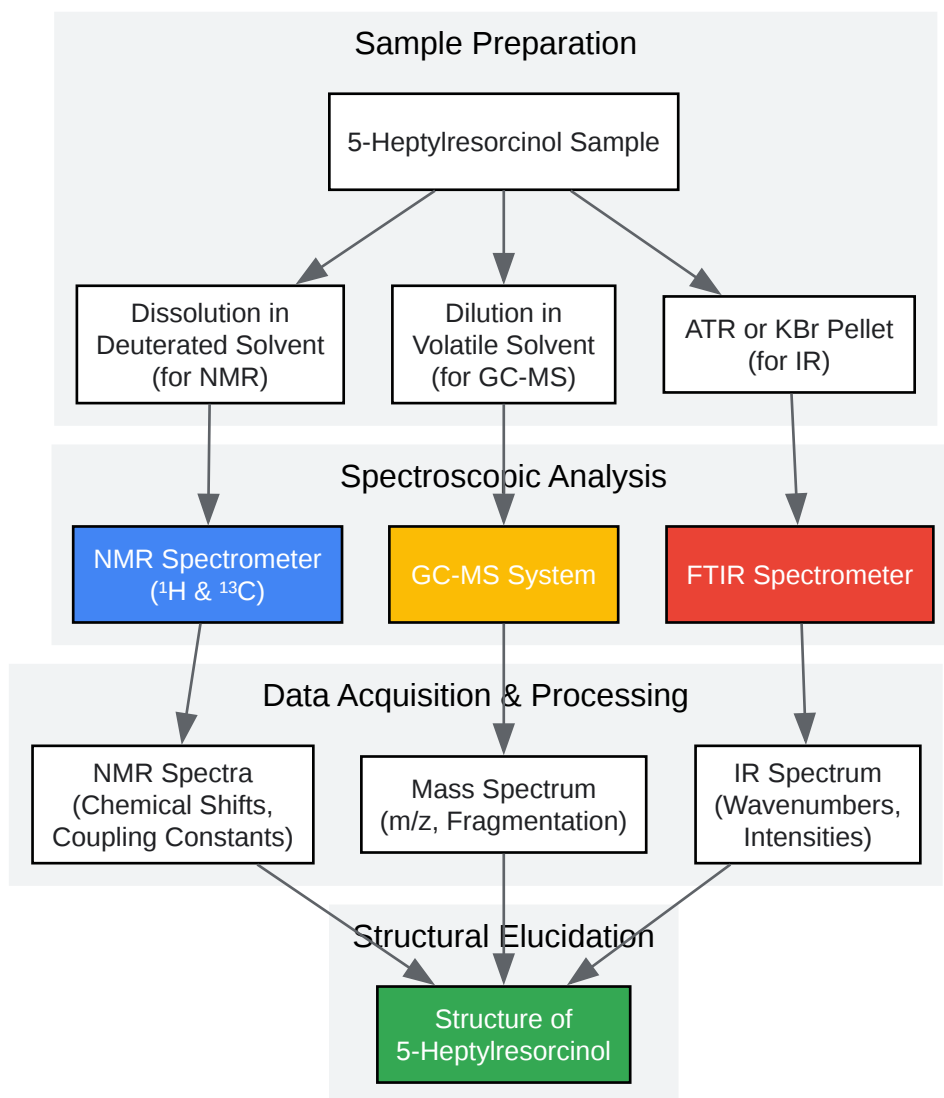 Sample Preparation
5-Heptylresorcinol Sample
Dissolution in
Deuterated Solvent
(for NMR)
Dilution in
Volatile Solvent
(for GC-MS)
ATR or KBr Pellet
(for IR)
Spectroscopic Analysis
NMR Spectrometer
(¹H & ¹³C)
GC-MS System
FTIR Spectrometer
Data Acquisition & Processing
NMR Spectra
(Chemical Shifts,
Coupling Constants)
Mass Spectrum
(m/z, Fragmentation)
IR Spectrum
(Wavenumbers,
Intensities)
Structural Elucidation
Structure of
5-Heptylresorcinol